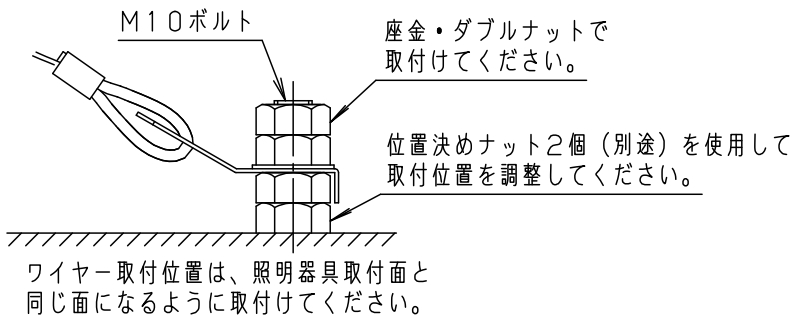 M10ボルト
座金・ダブルナットで
取付けてください。
位置決めナット2個（別途）を使用して
取付位置を調整してください。
ワイヤー取付位置は、照明器具取付面と
同じ面になるように取付けてください。